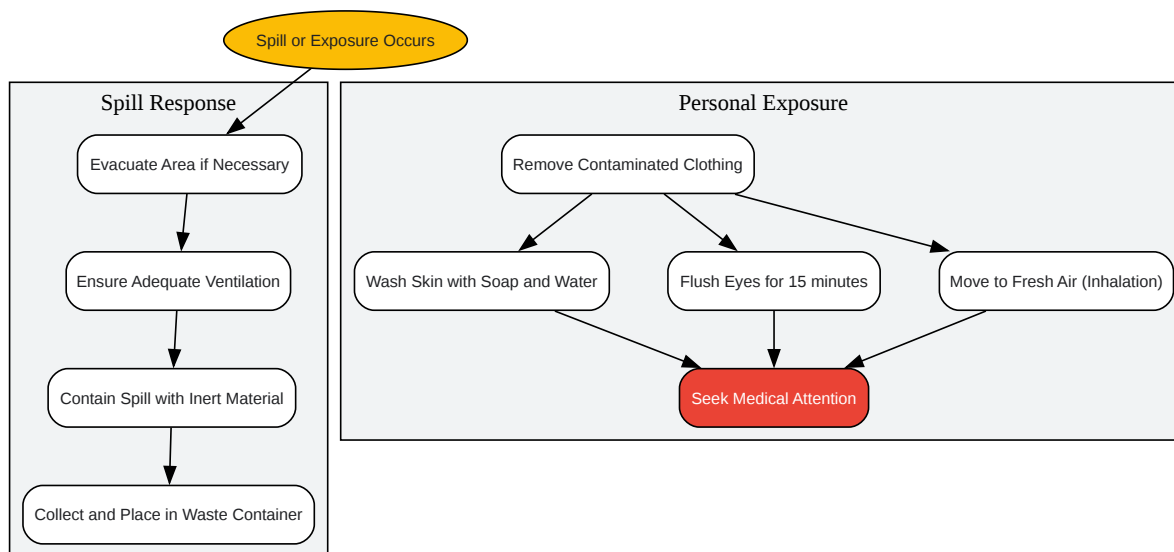 Spill or Exposure Occurs
Spill Response
Evacuate Area if Necessary
Ensure Adequate Ventilation
Contain Spill with Inert Material
Collect and Place in Waste Container
Personal Exposure
Remove Contaminated Clothing
Wash Skin with Soap and Water
Flush Eyes for 15 minutes
Move to Fresh Air (Inhalation)
Seek Medical Attention